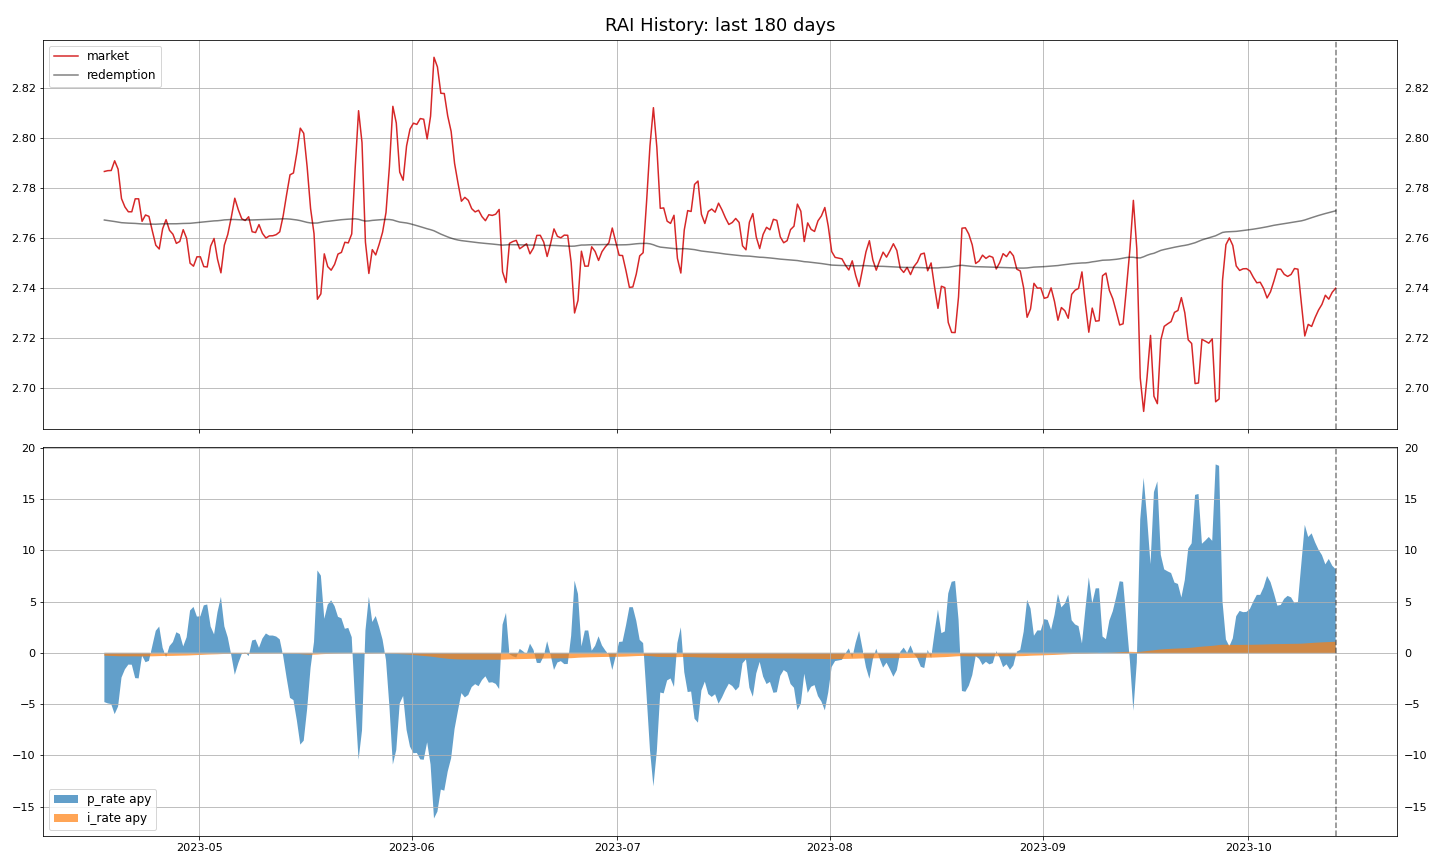 RAI History: last 180 days
market
redemption
2.82 2.82
2.80 2.80
2.78 2.78
2.76 2.76
2.74 2.74
2.72 2.72
2.70 2.70
20 20
15 15
10 10
5 5
0 0
−5 −5
−10 −10
−15 −15
p_rate apy
i_rate apy
2023-05 2023-06 2023-07 2023-08 2023-09 2023-10